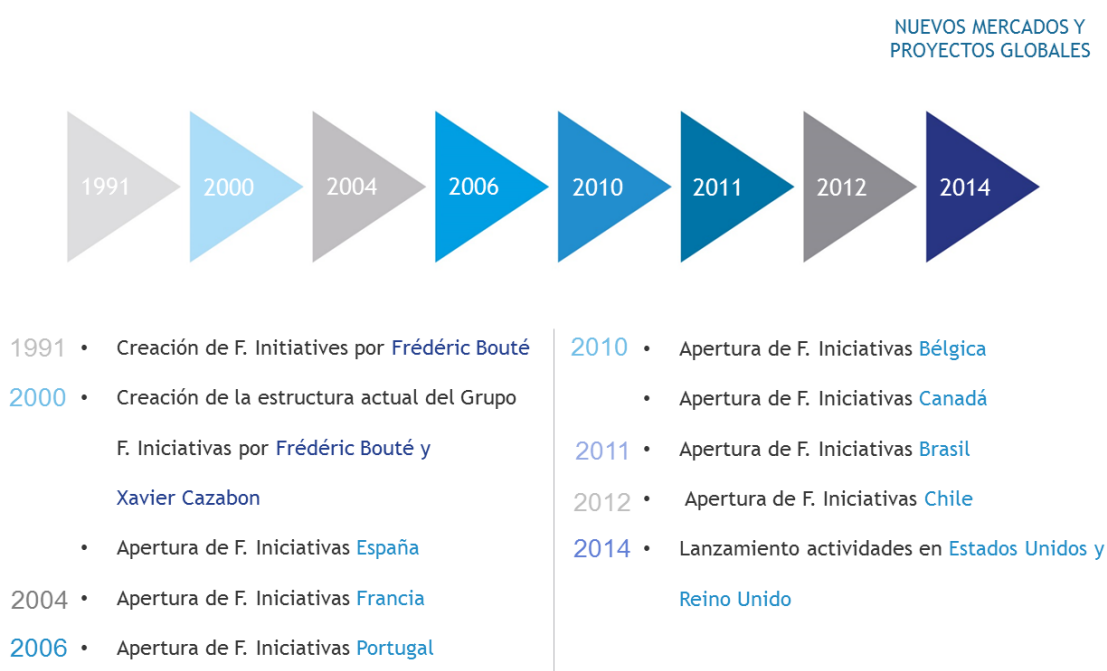 NUEVOS MERCADOS Y
PROYECTOS GLOBALES
1991
2000
2004
2006
2010
2011
2012
2014
1991 • Creación de F. Initiatives por Frédéric Bouté
2000 • Creación de la estructura actual del Grupo
F. Iniciativas por Frédéric Bouté y
Xavier Cazabon
• Apertura de F. Iniciativas España
2004 • Apertura de F. Iniciativas Francia
2006 • Apertura de F. Iniciativas Portugal
2010 • Apertura de F. Iniciativas Bélgica
• Apertura de F. Iniciativas Canadá
2011 • Apertura de F. Iniciativas Brasil
2012 • Apertura de F. Iniciativas Chile
2014 • Lanzamiento actividades en Estados Unidos y
Reino Unido